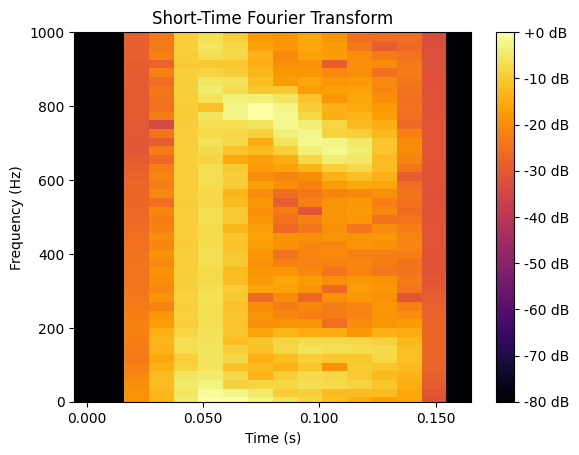 Short-Time Fourier Transform
1000
800
600
400
200
0
Frequency (Hz)
0.000
0.050
0.100
0.150
Time (s)
+0 dB
-10 dB
-20 dB
-30 dB
-40 dB
-50 dB
-60 dB
-70 dB
-80 dB